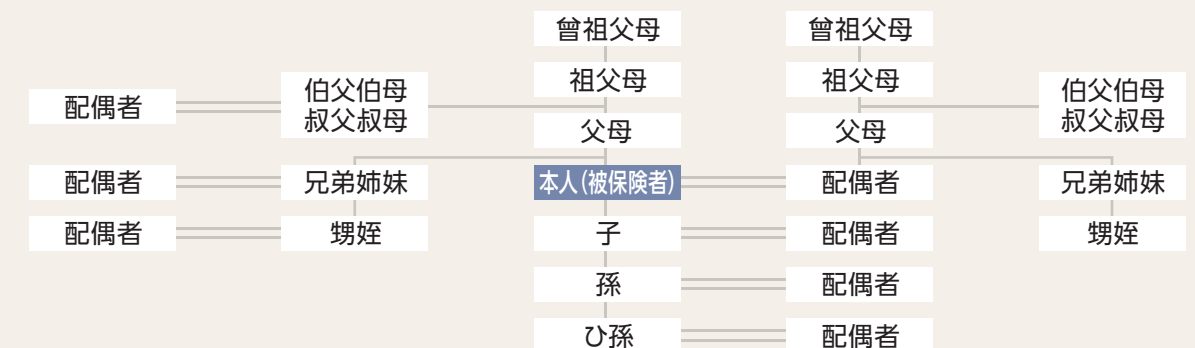 曾祖父母
曾祖父母
祖父母
祖父母
配偶者
伯父伯母
叔父叔母
伯父伯母
叔父叔母
父母
父母
配偶者
兄弟姉妹
本人(被保険者)
配偶者
兄弟姉妹
配偶者
甥姪
子
配偶者
甥姪
孫
配偶者
ひ孫
配偶者